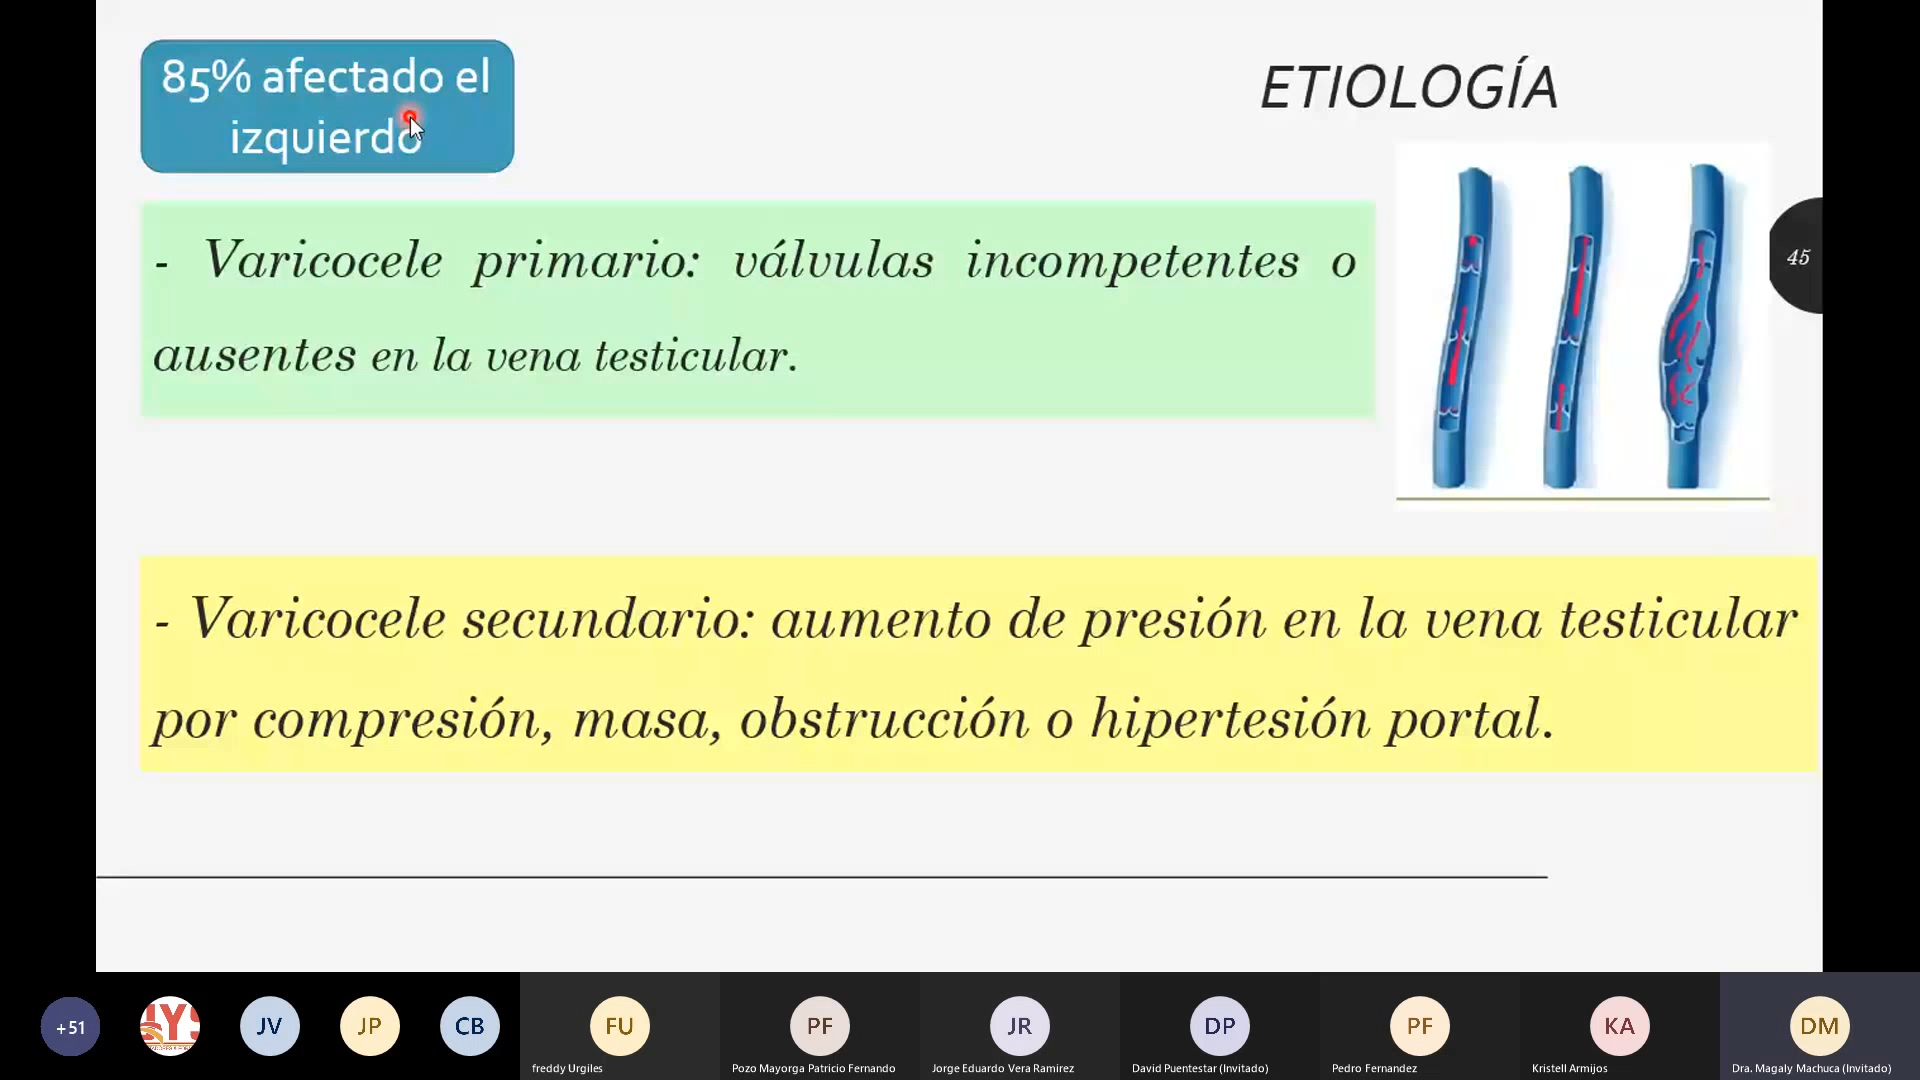 85% afectado el
izquierdo
ETIOLOGÍA
45
- Varicocele primario: válvulas incompetentes o
ausentes en la vena testicular.
- Varicocele secundario: aumento de presión en la vena testicular
por compresión, masa, obstrucción o hipertesión portal.
+51
JV
JP
CB
FU
PF
JR
DP
PF
KA
DM
freddy Urgiles
Pozo Mayorga Patricio Fernando
Jorge Eduardo Vera Ramirez
David Puentestar (Invitado)
Pedro Fernandez
Kristell Armijos
Dra. Magaly Machuca (Invitado)